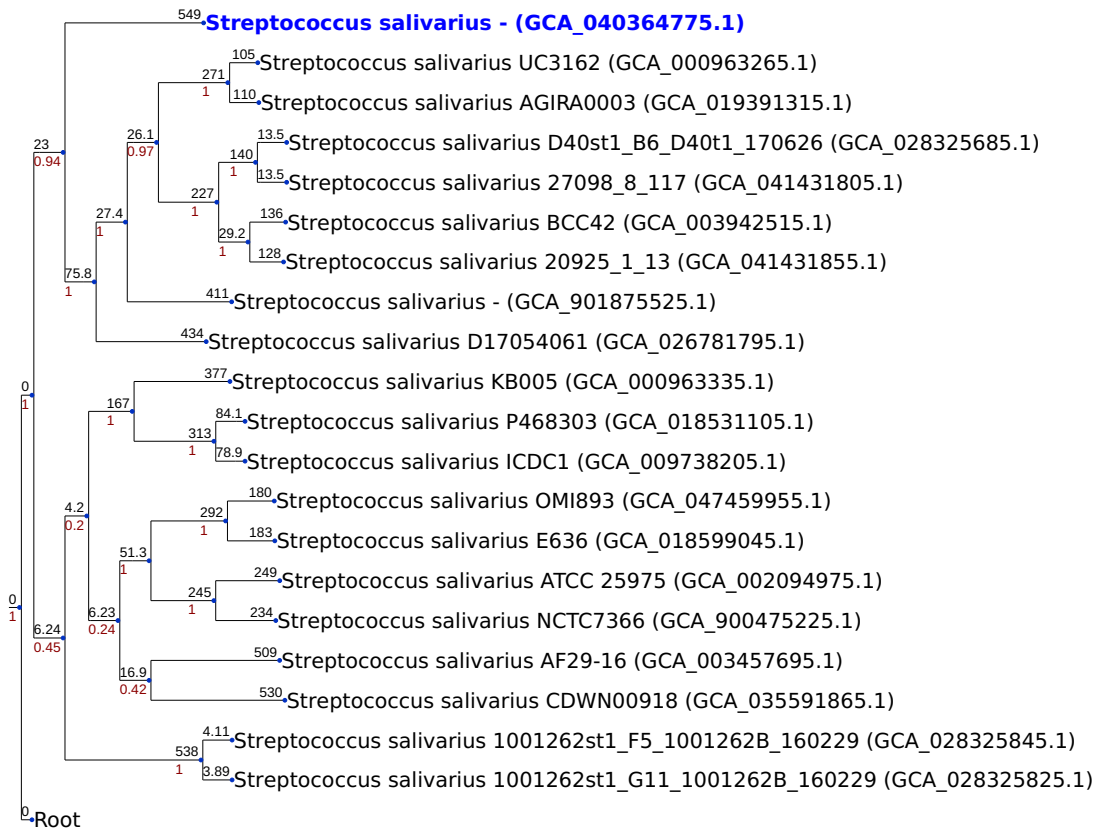 549 Streptococcus salivarius - (GCA_040364775.1)
105 Streptococcus salivarius UC3162 (GCA_000963265.1)
271
1
110 Streptococcus salivarius AGIRA0003 (GCA_019391315.1)
26.1
0.97
13.5 Streptococcus salivarius D40st1_B6_D40t1_170626 (GCA_028325685.1)
23
0.94
140
1
13.5 Streptococcus salivarius 27098_8_117 (GCA_041431805.1)
227
1
27.4
1
136 Streptococcus salivarius BCC42 (GCA_003942515.1)
29.2
1
128 Streptococcus salivarius 20925_1_13 (GCA_041431855.1)
75.8
1
411 Streptococcus salivarius - (GCA_901875525.1)
434 Streptococcus salivarius D17054061 (GCA_026781795.1)
377 Streptococcus salivarius KB005 (GCA_000963335.1)
0
1
167
1
84.1 Streptococcus salivarius P468303 (GCA_018531105.1)
313
1
78.9 Streptococcus salivarius ICDC1 (GCA_009738205.1)
180 Streptococcus salivarius OMI893 (GCA_047459955.1)
4.2
0.2
292
1
183 Streptococcus salivarius E636 (GCA_018599045.1)
51.3
1
249 Streptococcus salivarius ATCC 25975 (GCA_002094975.1)
0
1
245
1
234 Streptococcus salivarius NCTC7366 (GCA_900475225.1)
6.23
0.24
6.24
0.45
509 Streptococcus salivarius AF29-16 (GCA_003457695.1)
16.9
0.42
530 Streptococcus salivarius CDWN00918 (GCA_035591865.1)
4.11 Streptococcus salivarius 1001262st1_F5_1001262B_160229 (GCA_028325845.1)
538
1
3.89 Streptococcus salivarius 1001262st1_G11_1001262B_160229 (GCA_028325825.1)
0 Root